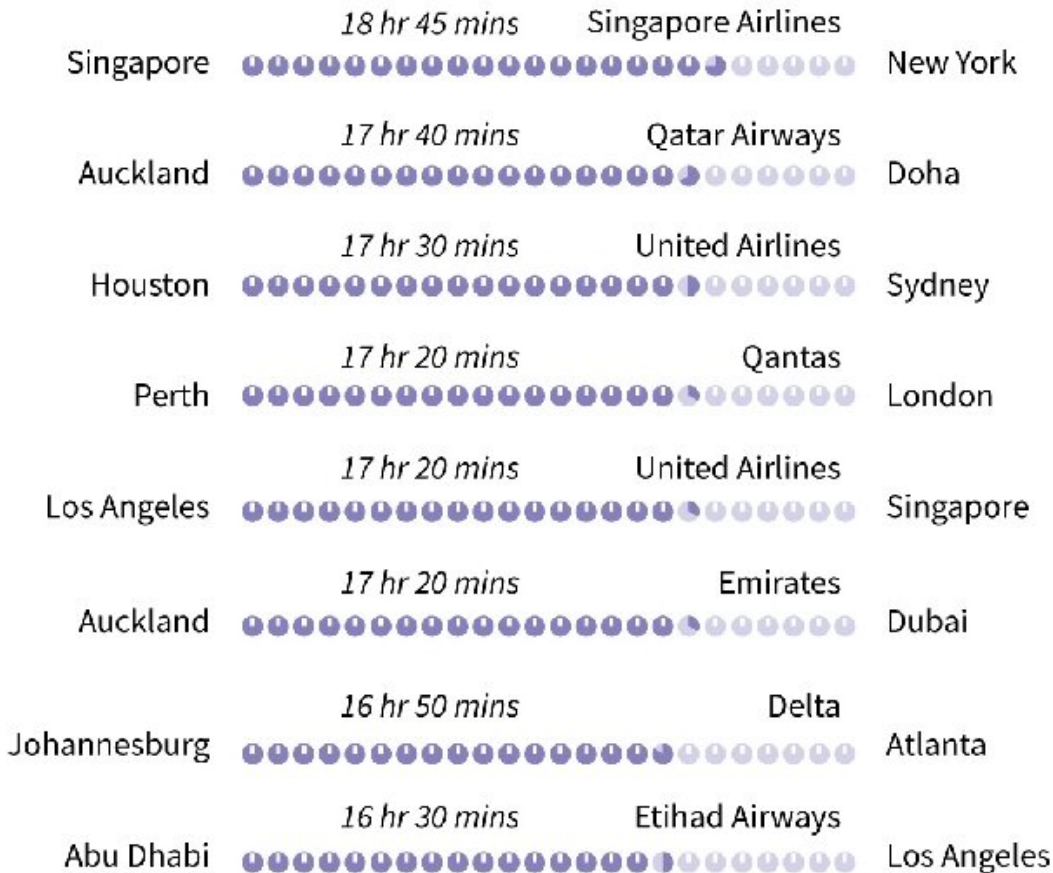 18 hr 45 mins Singapore Airlines
Singapore New York
17 hr 40 mins Qatar Airways
Auckland Doha
17 hr 30 mins United Airlines
Houston Sydney
17 hr 20 mins Qantas
Perth London
17 hr 20 mins United Airlines
Los Angeles Singapore
17 hr 20 mins Emirates
Auckland Dubai
16 hr 50 mins Delta
Johannesburg Atlanta
16 hr 30 mins Etihad Airways
Abu Dhabi Los Angeles